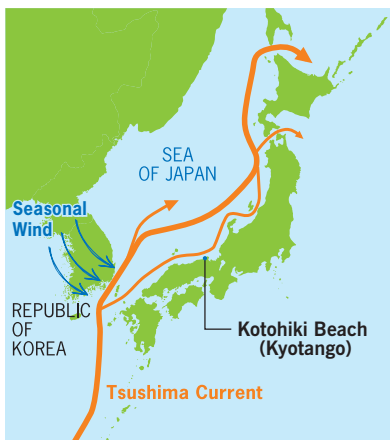 SEA
OF JAPAN
Seasonal
Wind
REPUBLIC
OF
KOREA
Kotohiki Beach
(Kyotango)
Tsushima Current